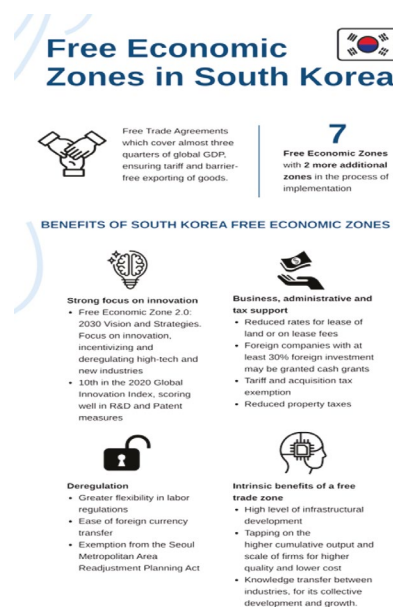 Free Economic
Zones in South Korea
Free Trade Agreements
which cover almost three
quarters of global GDP,
ensuring tariff and barrier-
free exporting of goods.
7
Free Economic Zones
with 2 more additional
zones in the process of
implementation
BENEFITS OF SOUTH KOREA FREE ECONOMIC ZONES
Strong focus on innovation
• Free Economic Zone 2.0:
2030 Vision and Strategies.
Focus on innovation,
incentivizing and
deregulating high-tech and
new industries
• 10th in the 2020 Global
Innovation Index, scoring
well in R&D and Patent
measures
Business, administrative and
tax support
• Reduced rates for lease of
land or on lease fees
• Foreign companies with at
least 30% foreign investment
may be granted cash grants
• Tariff and acquisition tax
exemption
• Reduced property taxes
Deregulation
• Greater flexibility in labor
regulations
• Ease of foreign currency
transfer
• Exemption from the Seoul
Metropolitan Area
Readjustment Planning Act
Intrinsic benefits of a free
trade zone
• High level of infrastructural
development
• Tapping on the
higher cumulative output and
scale of firms for higher
quality and lower cost
• Knowledge transfer between
industries, for its collective
development and growth.